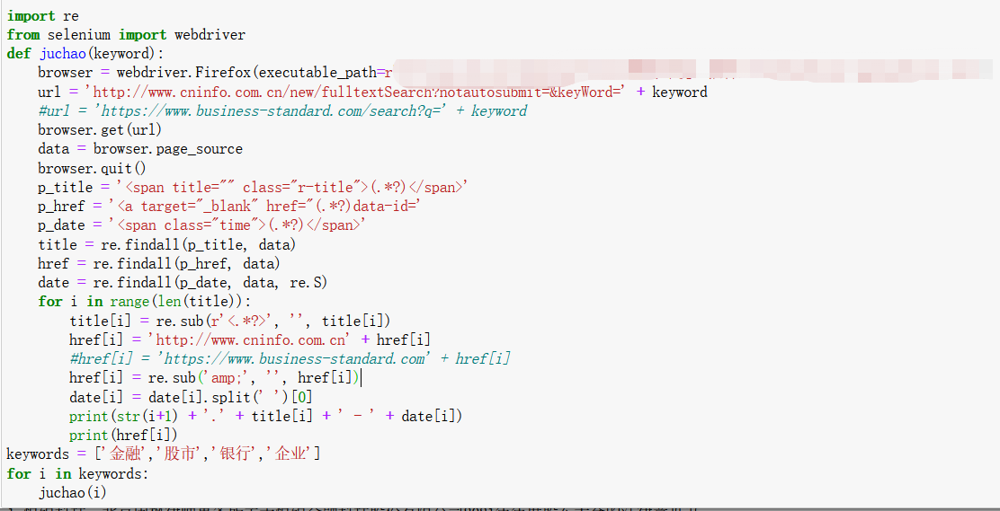 import re
from selenium import webdriver
def juchao(keyword):
    browser = webdriver.Firefox(executable_path=r
    url = 'http://www.cninfo.com.cn/new/fulltextSearch?notautosubmit=&keyWord=' + keyword
    #url = 'https://www.business-standard.com/search?q=' + keyword
    browser.get(url)
    data = browser.page_source
    browser.quit()
    p_title = '<span title="" class="r-title">(.*?)</span>'
    p_href = '<a target="_blank" href="(.*?)data-id='
    p_date = '<span class="time">(.*?)</span>'
    title = re.findall(p_title, data)
    href = re.findall(p_href, data)
    date = re.findall(p_date, data, re.S)
    for i in range(len(title)):
        title[i] = re.sub(r'<.*?>', '', title[i])
        href[i] = 'http://www.cninfo.com.cn' + href[i]
        #href[i] = 'https://www.business-standard.com' + href[i]
        href[i] = re.sub('amp;', '', href[i])
        date[i] = date[i].split(' ')[0]
        print(str(i+1) + '.' + title[i] + ' - ' + date[i])
        print(href[i])
keywords = ['金融','股市','银行','企业']
for i in keywords:
    juchao(i)